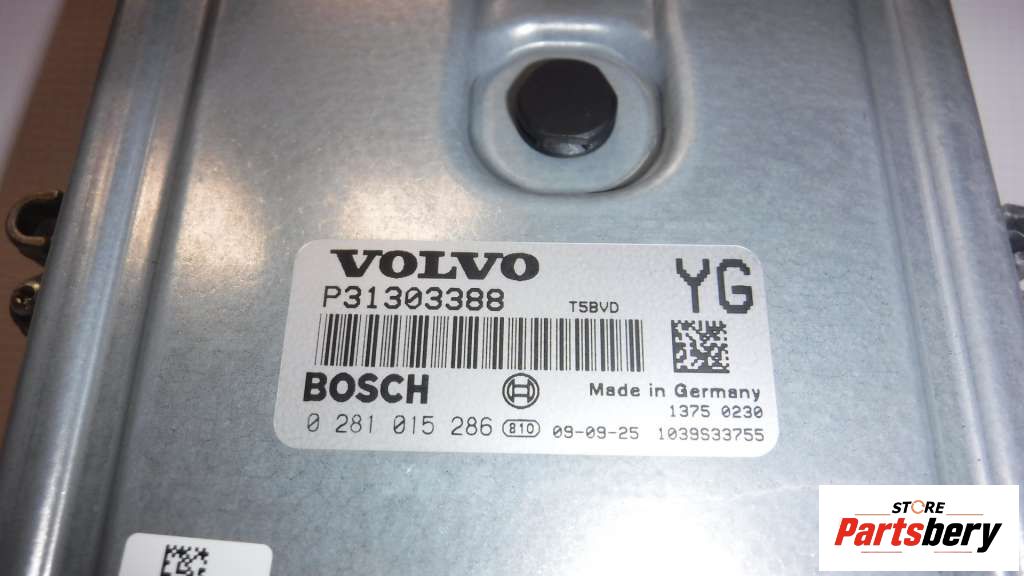 VOLVO
P31303388 T5BVD
YG
BOSCH
Made in Germany
1375 0230
0 281 015 286 810 09-09-25 1039S33755
STORE
Partsbery